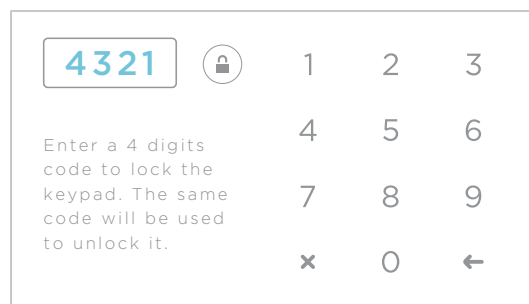 4321
1 2 3
Enter a 4 digits
code to lock the
keypad. The same
code will be used
to unlock it.
4 5 6
7 8 9
× 0 ←